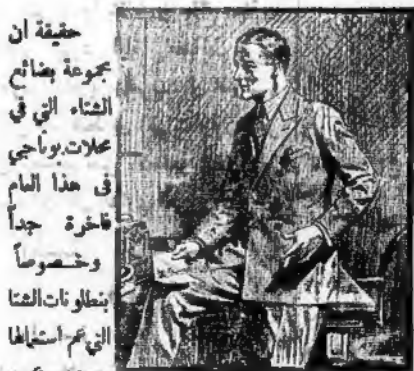 حقيقة ان
مجموعة بضائع
الشتاء التي في
محلات بوناجي
فى هذا العام
فاخرة جداً
وخصوصاً
بنطلونات الشتا
التي عم استعمالها